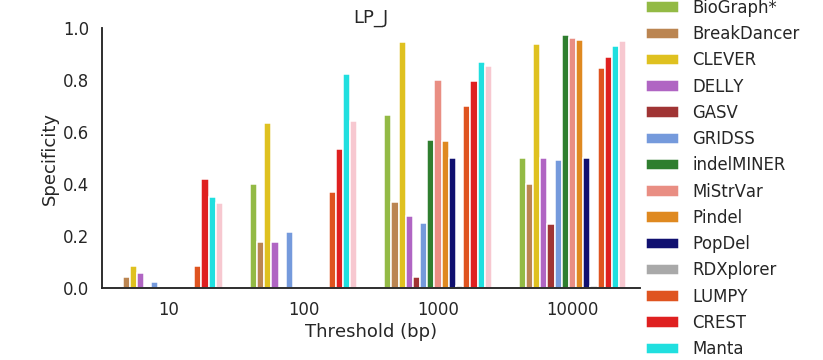 LP_J
1.0
0.8
0.6
0.4
0.2
0.0
Specificity
10
100
1000
10000
Threshold (bp)
BioGraph*
BreakDancer
CLEVER
DELLY
GASV
GRIDSS
indelMINER
MiStrVar
Pindel
PopDel
RDXplorer
LUMPY
CREST
Manta